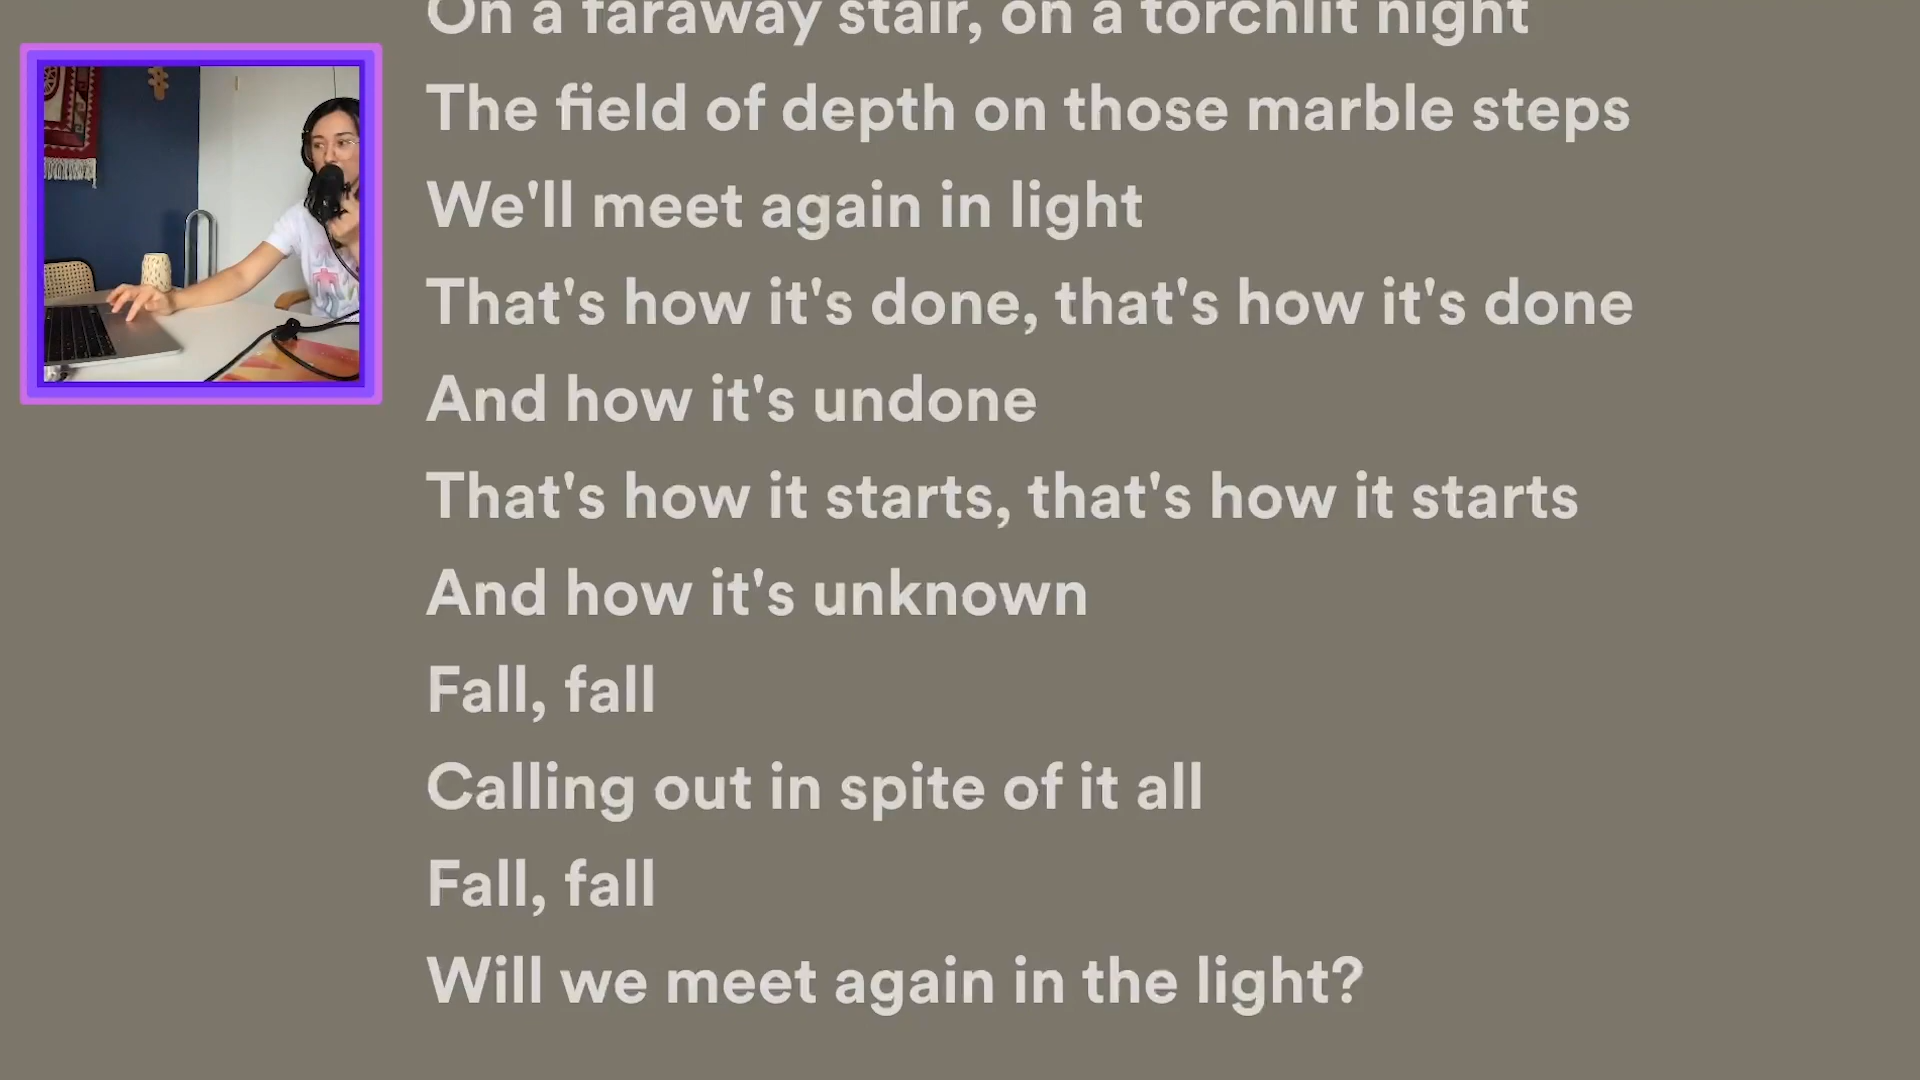 On a faraway stair, on a torchlit night
The field of depth on those marble steps
We'll meet again in light
That's how it's done, that's how it's done
And how it's undone
That's how it starts, that's how it starts
And how it's unknown
Fall, fall
Calling out in spite of it all
Fall, fall
Will we meet again in the light?